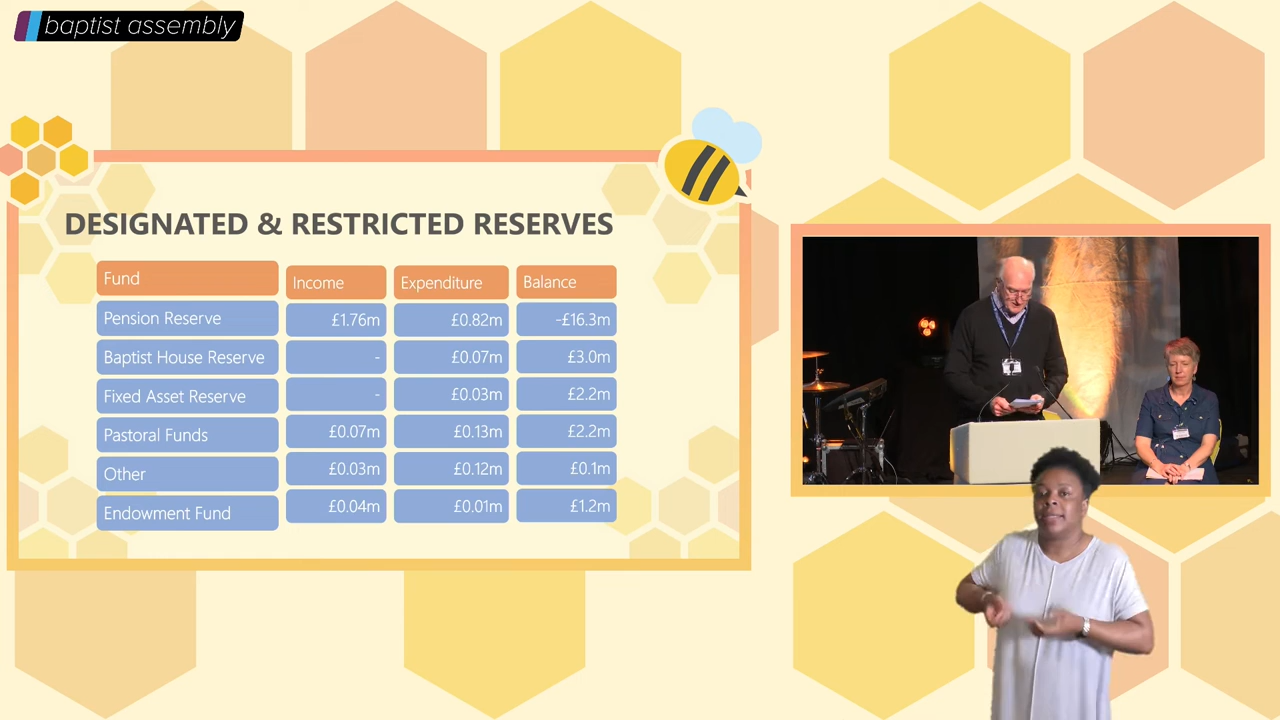 baptist assembly
DESIGNATED & RESTRICTED RESERVES
Fund Income Expenditure Balance
Pension Reserve £1.76m £0.82m -£16.3m
Baptist House Reserve - £0.07m £3.0m
Fixed Asset Reserve - £0.03m £2.2m
Pastoral Funds £0.07m £0.13m £2.2m
Other £0.03m £0.12m £0.1m
Endowment Fund £0.04m £0.01m £1.2m